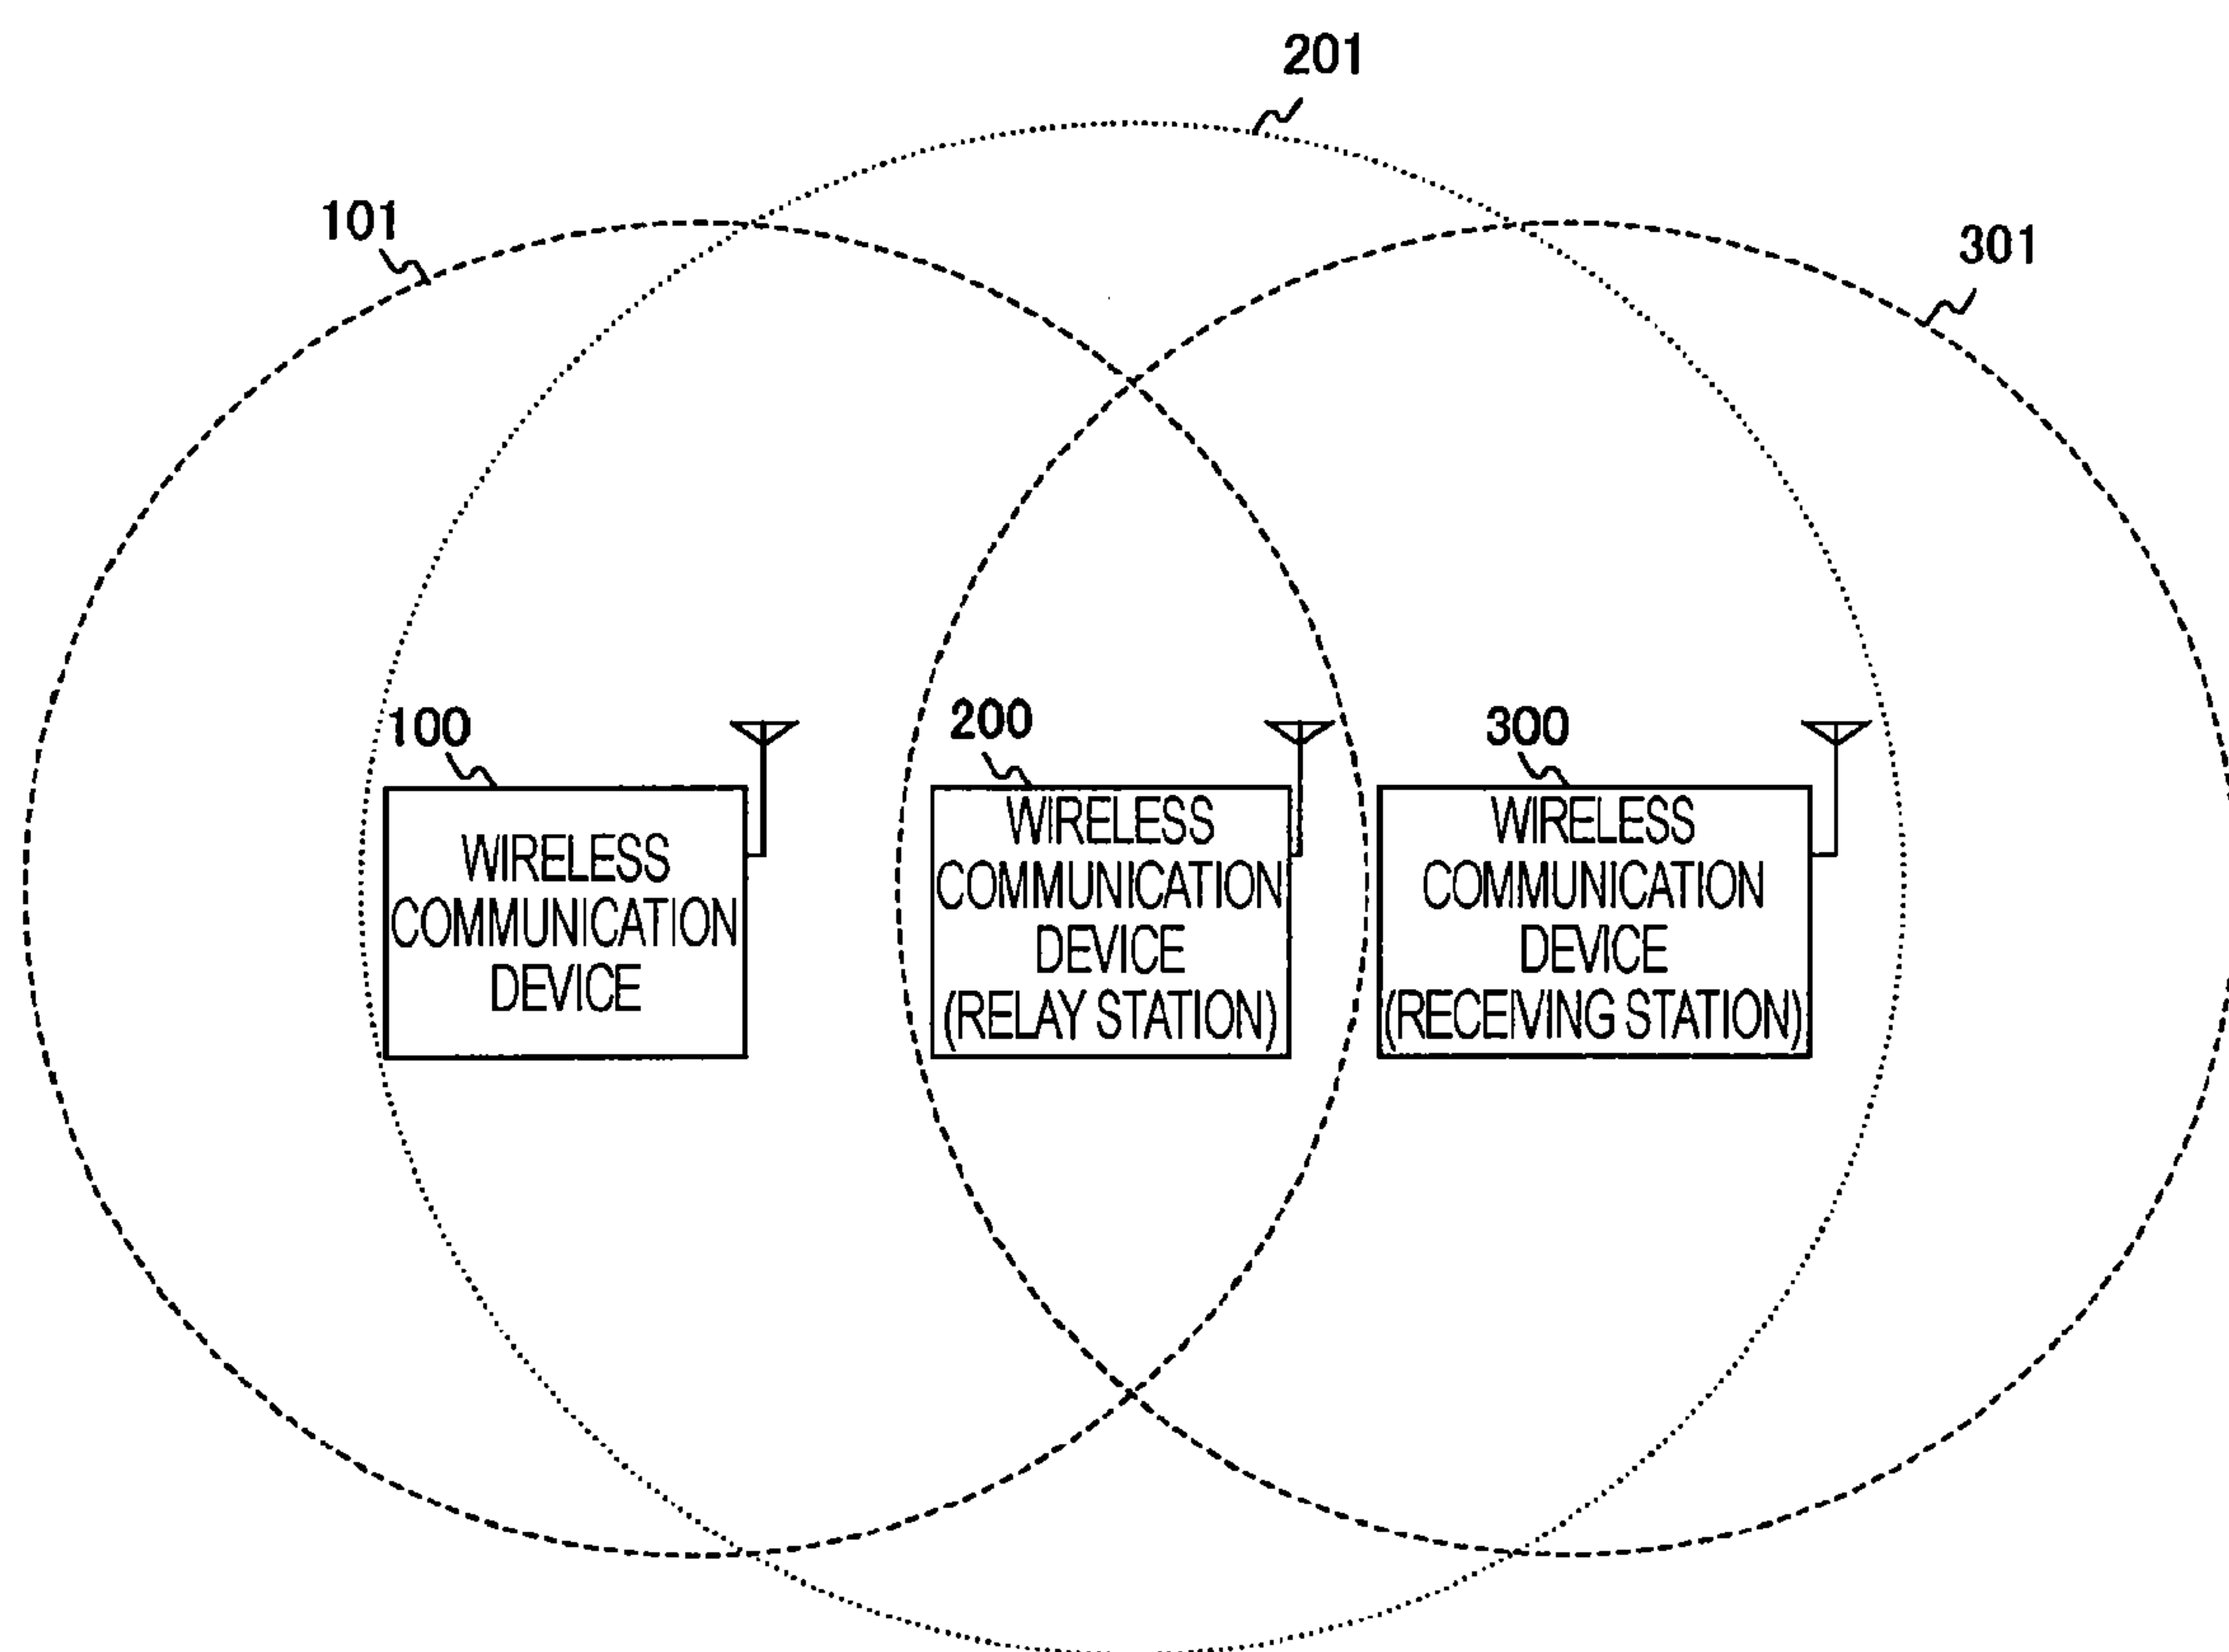 201
101
301
100
200
300
WIRELESS
COMMUNICATION
DEVICE
WIRELESS
COMMUNICATION
DEVICE
(RELAY STATION)
WIRELESS
COMMUNICATION
DEVICE
(RECEIVING STATION)